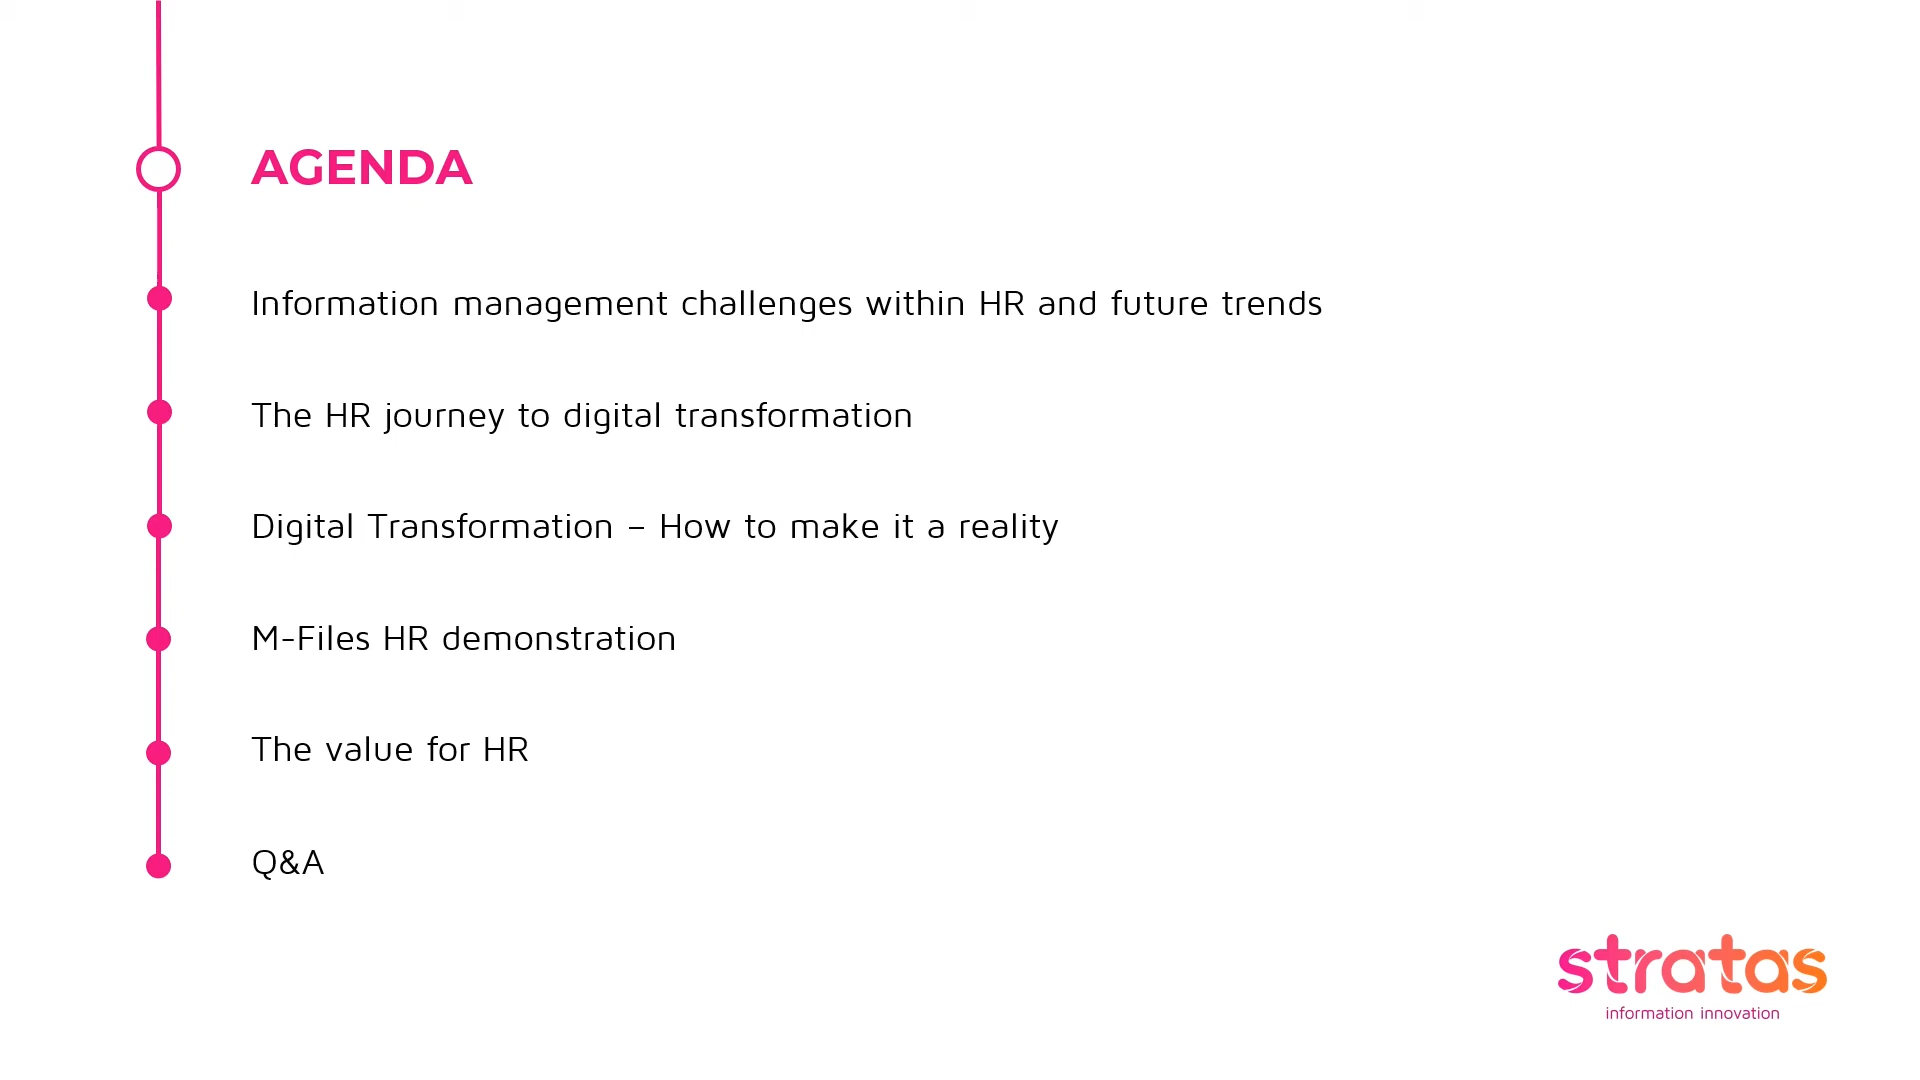 AGENDA
Information management challenges within HR and future trends
The HR journey to digital transformation
Digital Transformation – How to make it a reality
M-Files HR demonstration
The value for HR
Q&A
stratas
information innovation